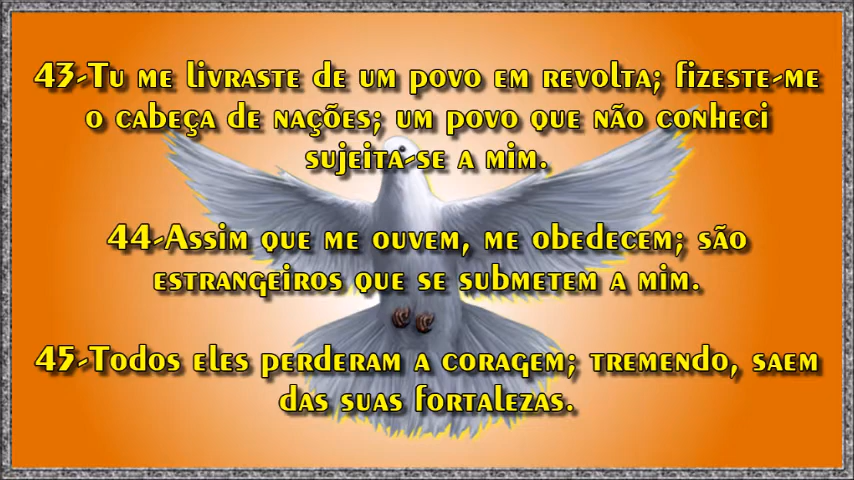 43-Tu me livraste de um povo em revolta; fizeste-me
o cabeça de nações; um povo que não conheci
sujeita-se a mim.
44-Assim que me ouvem, me obedecem; são
estrangeiros que se submetem a mim.
45-Todos eles perderam a coragem; tremendo, saem
das suas fortalezas.